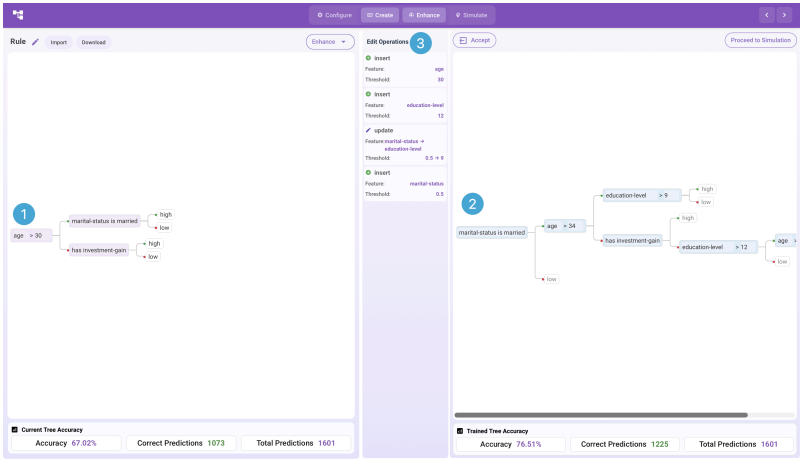 Configure Create Enhance Simulate
Rule Import Download Enhance
1
age > 30
marital-status is married
high
low
has investment-gain
high
low
Current Tree Accuracy
Accuracy 67.02% Correct Predictions 1073 Total Predictions 1601
Edit Operations 3
insert
Feature: age
Threshold: 30
insert
Feature: education-level
Threshold: 12
update
Feature: marital-status →
education-level
Threshold: 0.5 → 9
insert
Feature: marital-status
Threshold: 0.5
Accept Proceed to Simulation
2
marital-status is married
age > 34
education-level > 9
high
low
has investment-gain
high
education-level > 12
age >
low
low
Trained Tree Accuracy
Accuracy 76.51% Correct Predictions 1225 Total Predictions 1601